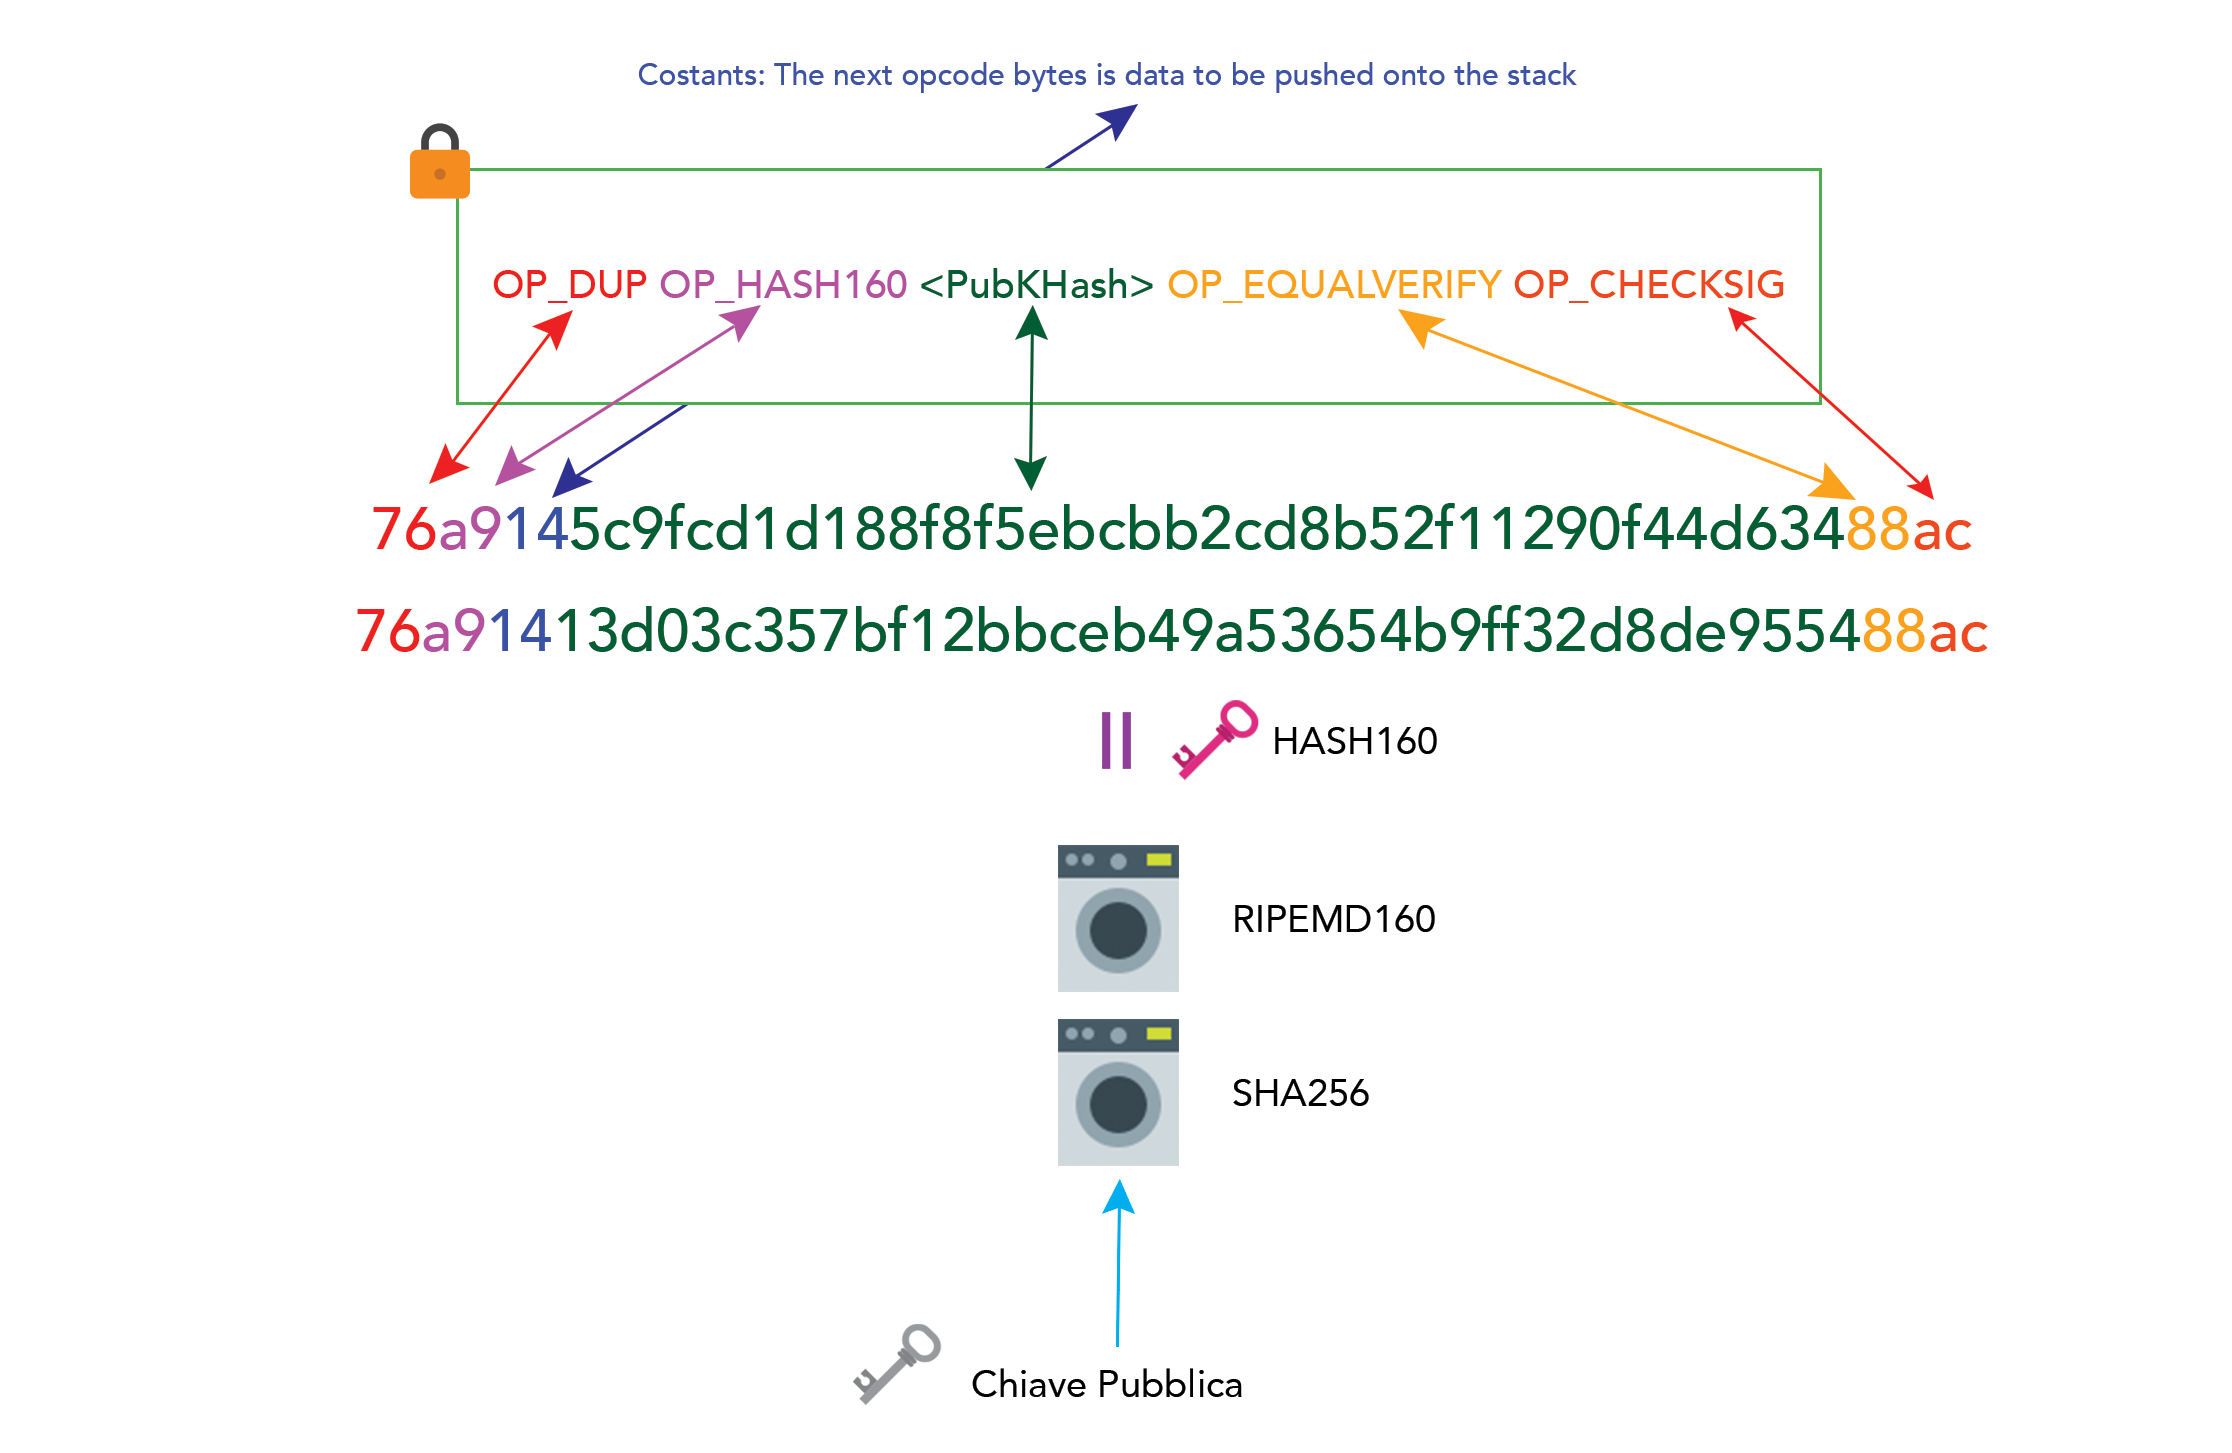 Costants: The next opcode bytes is data to be pushed onto the stack
OP_DUP OP_HASH160 <PubKHash> OP_EQUALVERIFY OP_CHECKSIG
76a9145c9fcd1d188f8f5ebcbb2cd8b52f11290f44d63488ac
76a91413d03c357bf12bbceb49a53654b9ff32d8de955488ac
HASH160
RIPEMD160
SHA256
Chiave Pubblica